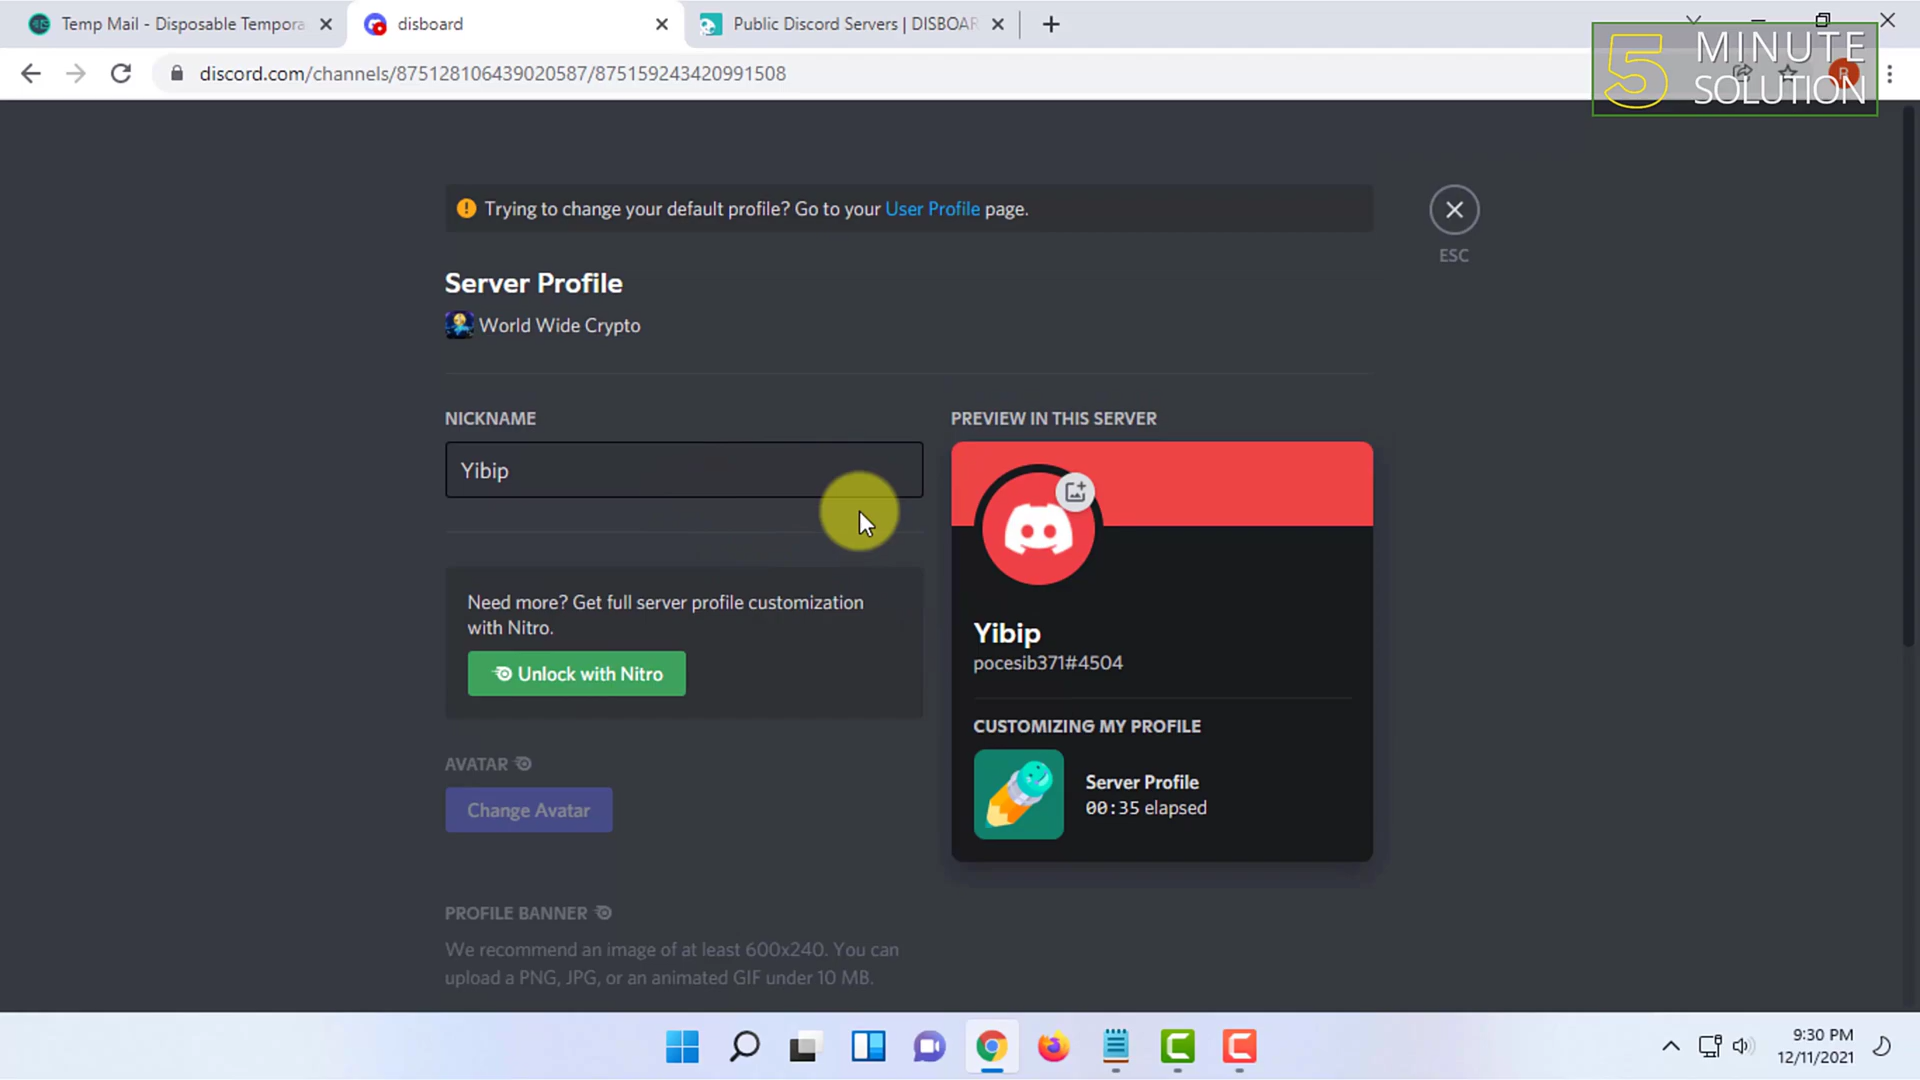 Temp Mail - Disposable Tempora
disboard
Public Discord Servers | DISBOAR
discord.com/channels/875128106439020587/875159243420991508
5 MINUTE
SOLUTION
Trying to change your default profile? Go to your User Profile page.
ESC
Server Profile
World Wide Crypto
NICKNAME
Yibip
PREVIEW IN THIS SERVER
Need more? Get full server profile customization
with Nitro.
Unlock with Nitro
Yibip
pocesib371#4504
CUSTOMIZING MY PROFILE
Server Profile
00:35 elapsed
AVATAR
Change Avatar
PROFILE BANNER
We recommend an image of at least 600x240. You can
upload a PNG, JPG, or an animated GIF under 10 MB.
9:30 PM
12/11/2021